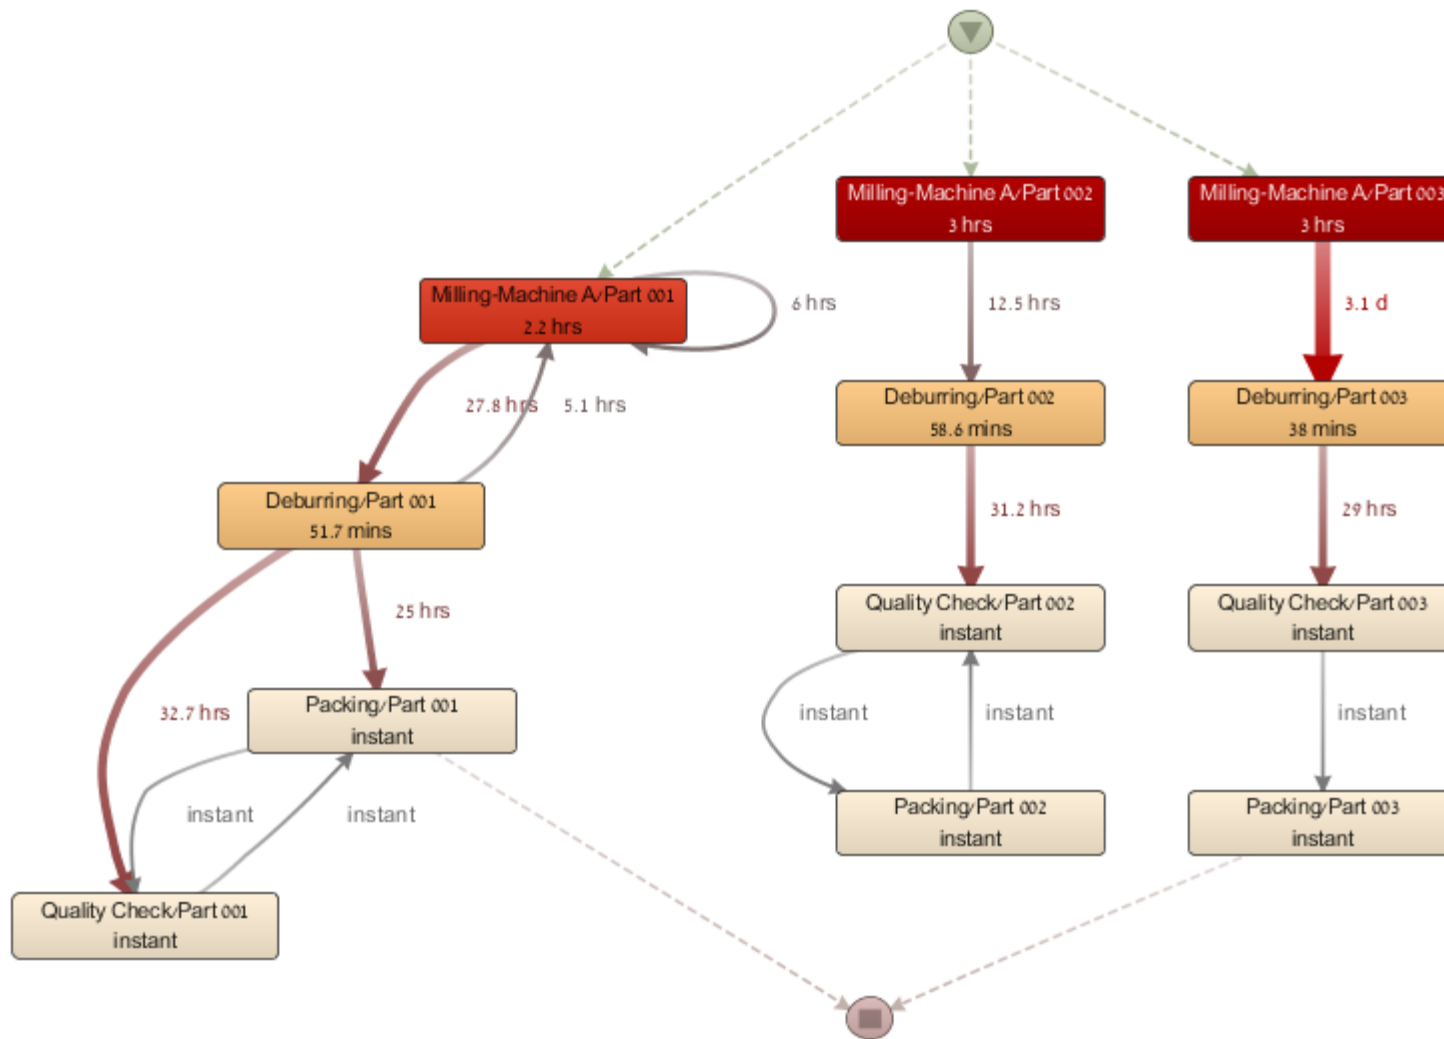 Milling-Machine A/Part 002
3 hrs
Milling-Machine A/Part 003
3 hrs
Milling-Machine A/Part 001
2.2 hrs
6 hrs
12.5 hrs
3.1 d
27.8 hrs
5.1 hrs
Deburring/Part 002
58.6 mins
Deburring/Part 003
38 mins
Deburring/Part 001
51.7 mins
31.2 hrs
29 hrs
25 hrs
Quality Check/Part 002
instant
Quality Check/Part 003
instant
32.7 hrs
Packing/Part 001
instant
instant
instant
instant
instant
instant
Packing/Part 002
instant
Packing/Part 003
instant
Quality Check/Part 001
instant